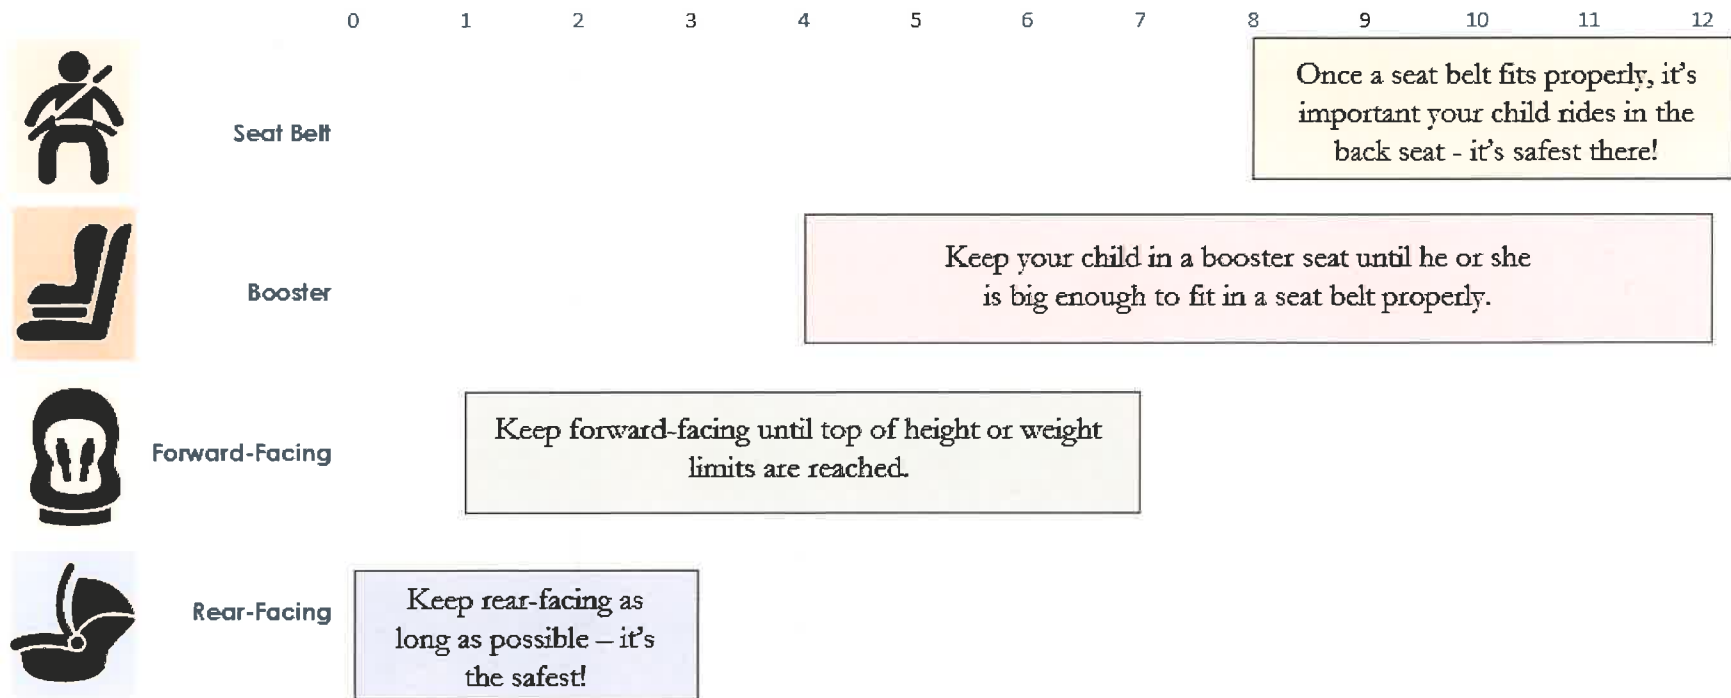 0 1 2 3 4 5 6 7 8 9 10 11 12
Seat Belt
Once a seat belt fits properly, it's
important your child rides in the
back seat - it's safest there!
Booster
Keep your child in a booster seat until he or she
is big enough to fit in a seat belt properly.
Forward-Facing
Keep forward-facing until top of height or weight
limits are reached.
Rear-Facing
Keep rear-facing as
long as possible – it's
the safest!